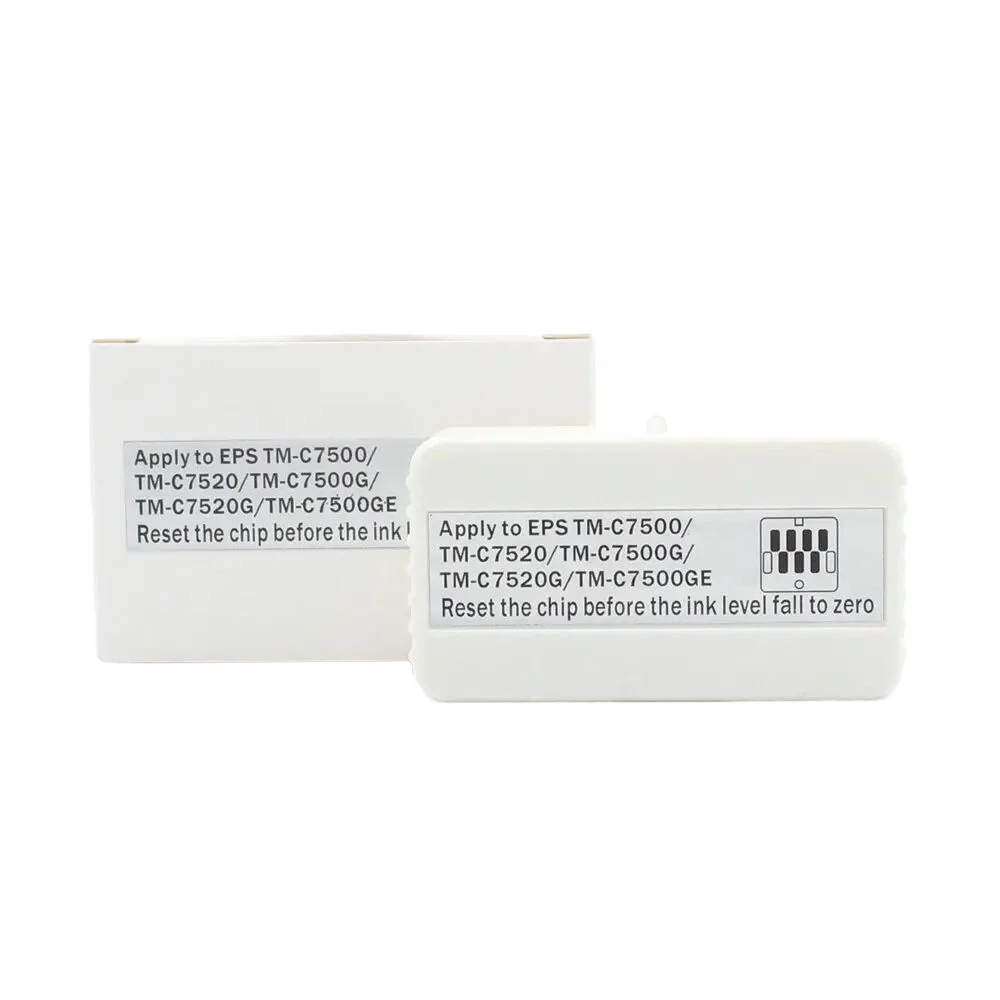 Apply to EPS TM-C7500/
TM-C7520/TM-C7500G/
TM-C7520G/TM-C7500GE
Reset the chip before the ink
Apply to EPS TM-C7500/
TM-C7520/TM-C7500G/
TM-C7520G/TM-C7500GE
Reset the chip before the ink level fall to zero